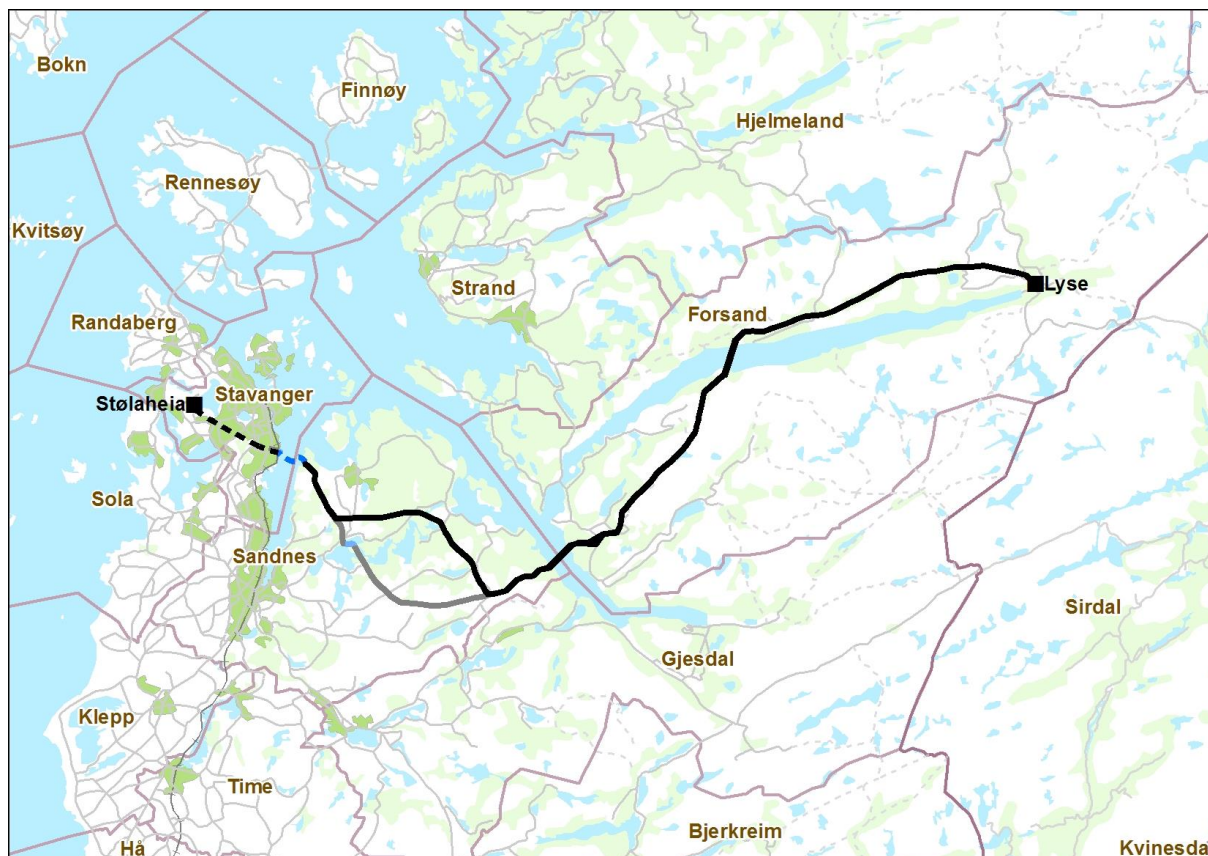 Bokn
Finnøy
Hjelmeland
Rennesøy
Kvitsøy
Strand
Lyse
Randaberg
Forsand
Stavanger
Stølaheia
Sola
Sandnes
Sirdal
Gjesdal
Klepp
Time
Bjerkreim
Hå
Kvinesda